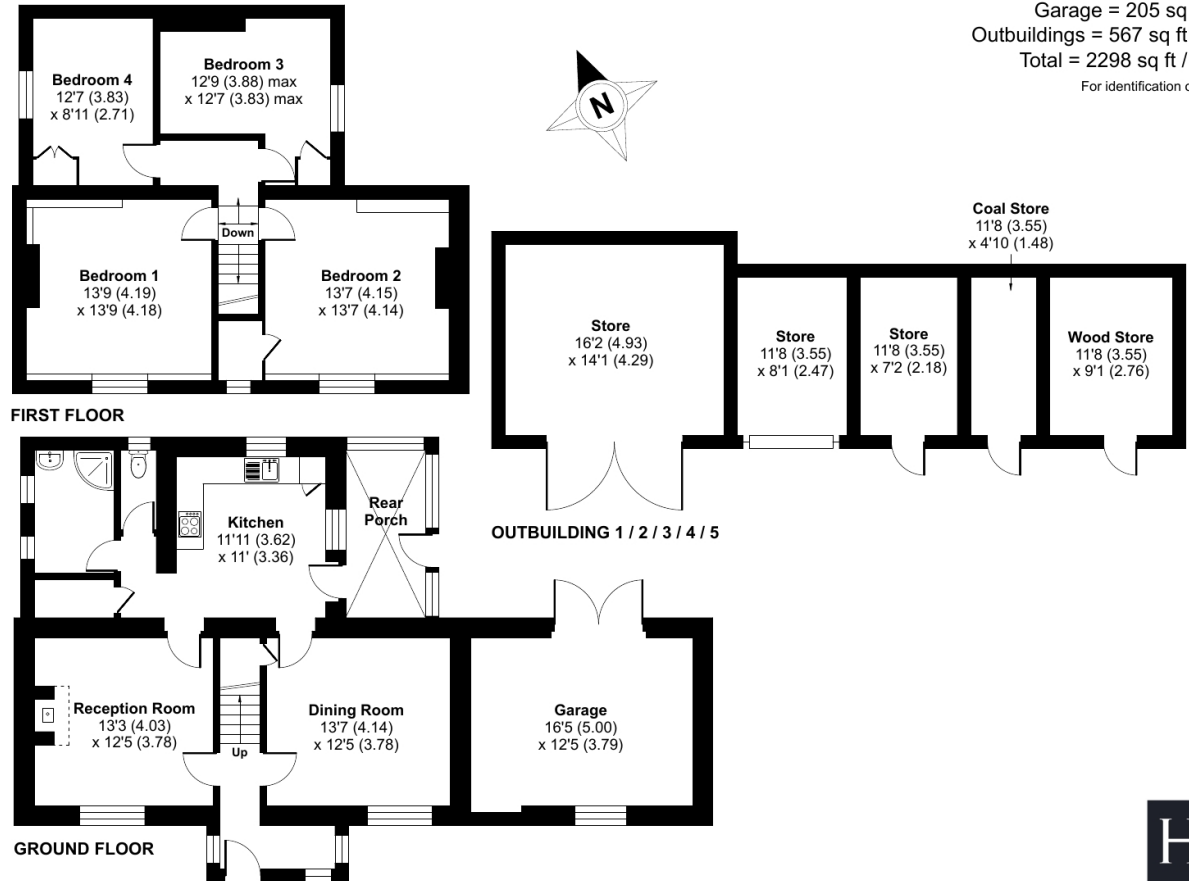 Garage = 205 sq
Outbuildings = 567 sq ft
Total = 2298 sq ft /
For identification o
Bedroom 4
12'7 (3.83)
x 8'11 (2.71)
Bedroom 3
12'9 (3.88) max
x 12'7 (3.83) max
N
Bedroom 1
13'9 (4.19)
x 13'9 (4.18)
Down
Bedroom 2
13'7 (4.15)
x 13'7 (4.14)
FIRST FLOOR
Coal Store
11'8 (3.55)
x 4'10 (1.48)
Store
16'2 (4.93)
x 14'1 (4.29)
Store
11'8 (3.55)
x 8'1 (2.47)
Store
11'8 (3.55)
x 7'2 (2.18)
Wood Store
11'8 (3.55)
x 9'1 (2.76)
OUTBUILDING 1 / 2 / 3 / 4 / 5
Kitchen
11'11 (3.62)
x 11' (3.36)
Rear
Porch
Reception Room
13'3 (4.03)
x 12'5 (3.78)
Up
Dining Room
13'7 (4.14)
x 12'5 (3.78)
Garage
16'5 (5.00)
x 12'5 (3.79)
GROUND FLOOR
H